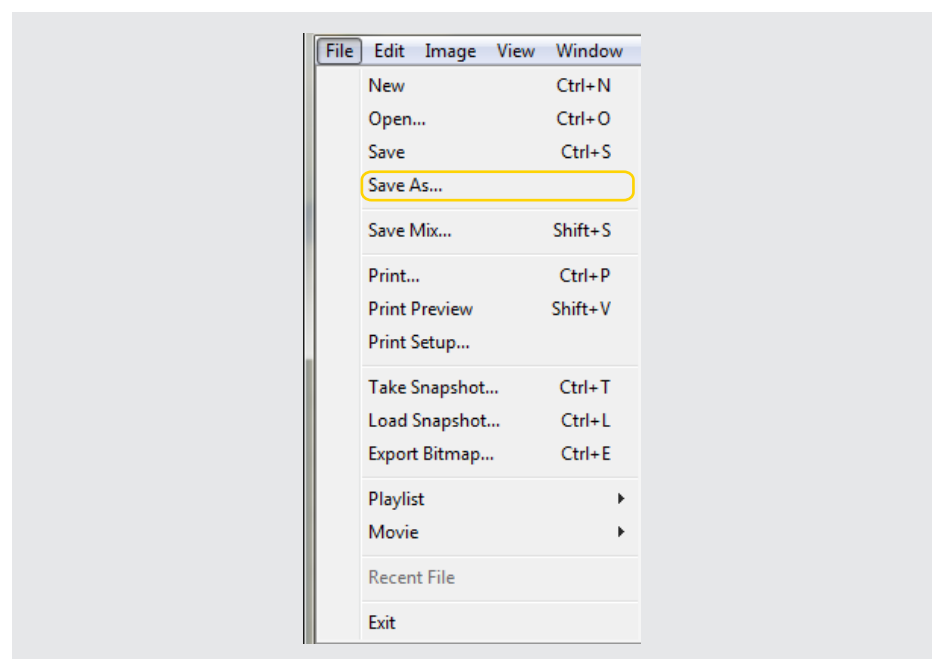 File Edit Image View Window
New Ctrl+N
Open... Ctrl+O
Save Ctrl+S
Save As...
Save Mix... Shift+S
Print... Ctrl+P
Print Preview Shift+V
Print Setup...
Take Snapshot... Ctrl+T
Load Snapshot... Ctrl+L
Export Bitmap... Ctrl+E
Playlist
Movie
Recent File
Exit